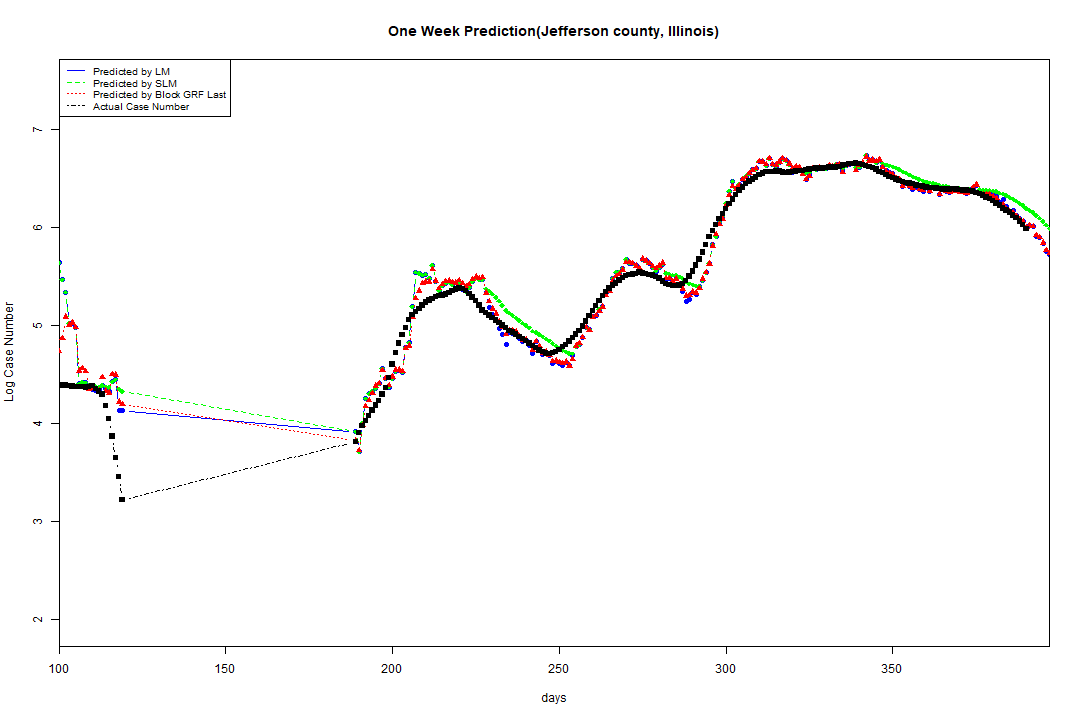 One Week Prediction(Jefferson county, Illinois)
Predicted by LM
Predicted by SLM
Predicted by Block GRF Last
Actual Case Number
Log Case Number
7
6
5
4
3
2
100 150 200 250 300 350
days